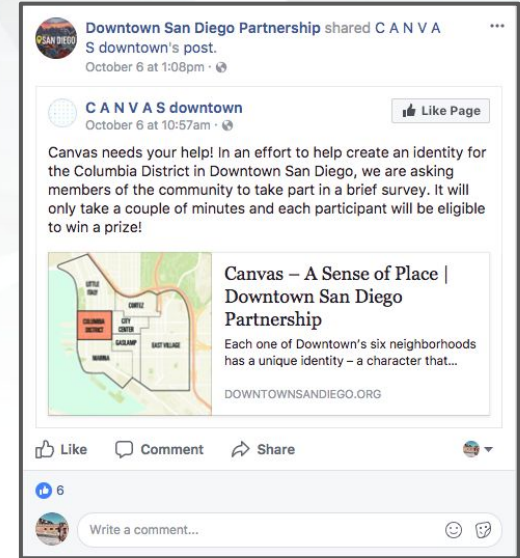 SAN DIEGO
Downtown San Diego Partnership shared C A N V A
S downtown's post.
October 6 at 1:08pm ·
C A N V A S downtown
October 6 at 10:57am ·
Like Page
Canvas needs your help! In an effort to help create an identity for
the Columbia District in Downtown San Diego, we are asking
members of the community to take part in a brief survey. It will
only take a couple of minutes and each participant will be eligible
to win a prize!
LITTLE
ITALY
CORTEZ
COLUMBIA
DISTRICT
CITY
CENTER
GASLAMP
EAST VILLAGE
MARINA
Canvas – A Sense of Place |
Downtown San Diego
Partnership
Each one of Downtown's six neighborhoods
has a unique identity – a character that...
DOWNTOWNSANDIEGO.ORG
Like Comment Share
6
Write a comment...